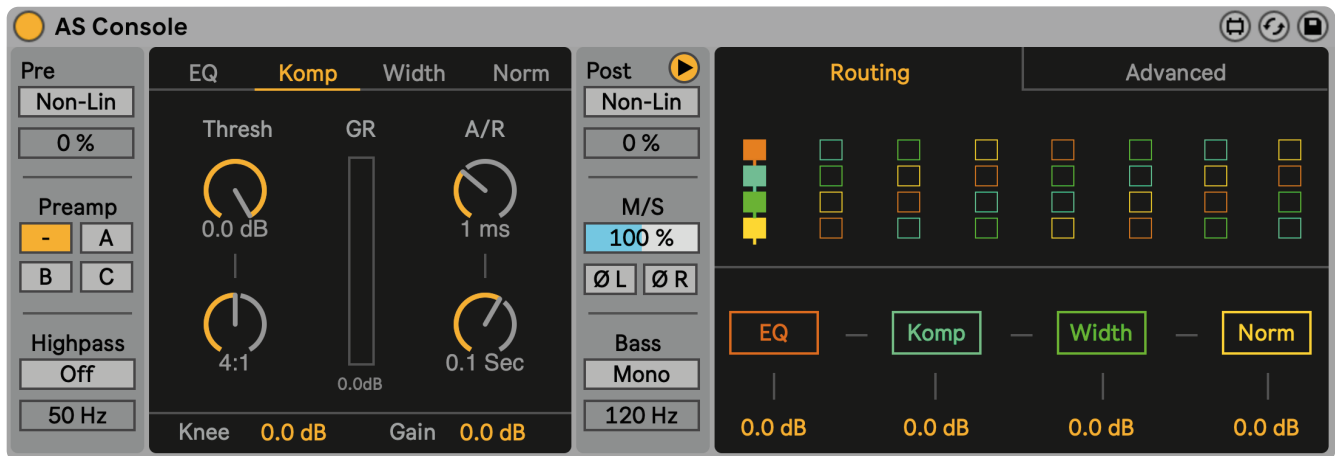 AS Console
Pre
Non-Lin
0 %
Preamp
- A
B C
Highpass
Off
50 Hz
EQ Komp Width Norm
Thresh GR A/R
0.0 dB 1 ms
4:1 0.1 Sec
0.0dB
Knee 0.0 dB Gain 0.0 dB
Post
Non-Lin
0 %
M/S
100 %
Ø L Ø R
Bass
Mono
120 Hz
Routing Advanced
EQ Komp Width Norm
0.0 dB 0.0 dB 0.0 dB 0.0 dB